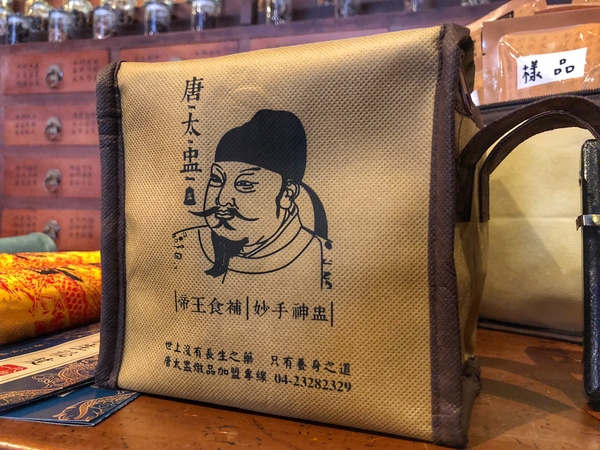 唐太盅
帝王食補 妙手神盅
世上沒有長生之藥 只有養身之道
唐太盅燉品加盟專線 04-23282329
樣品